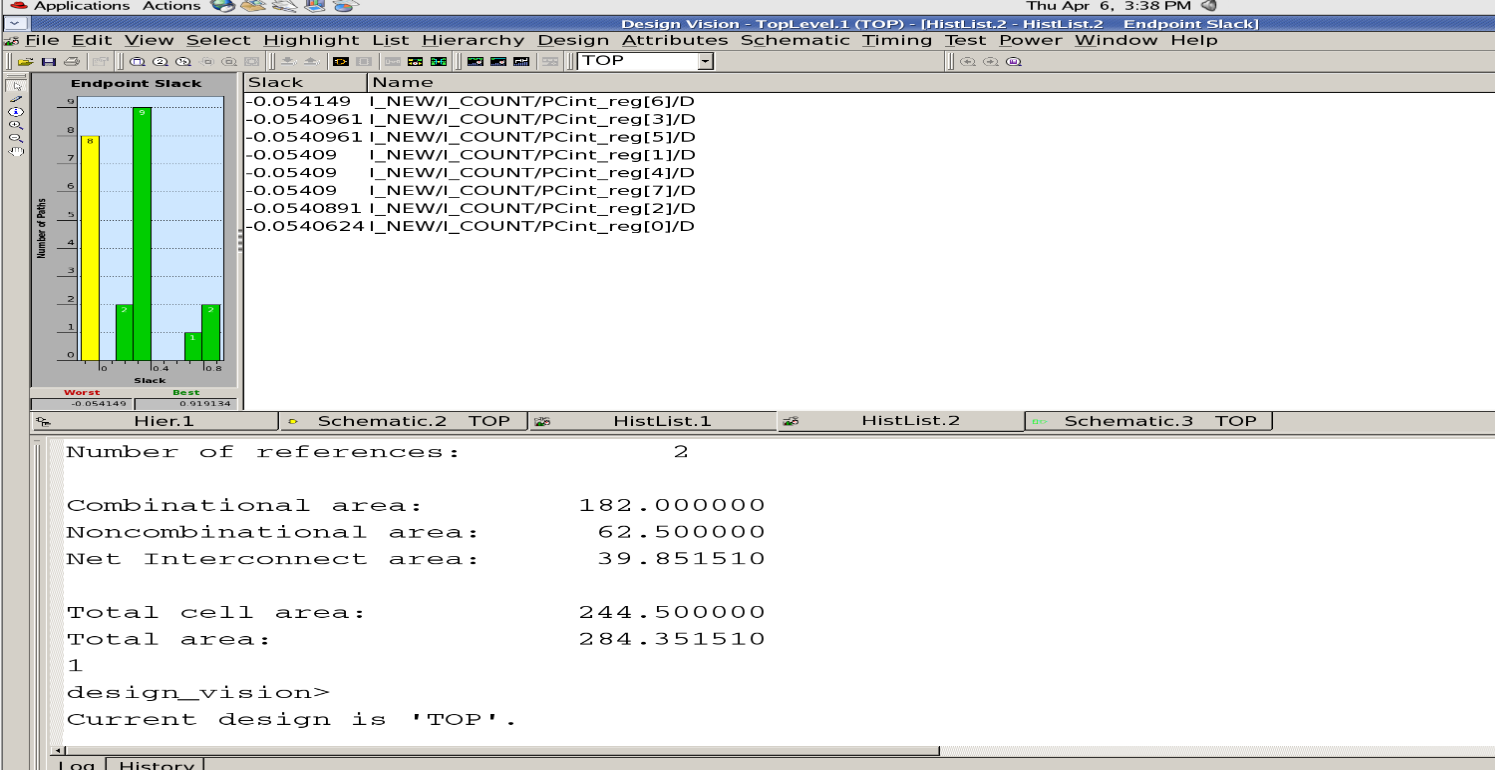 Applications Actions Thu Apr 6, 3:38 PM
Design Vision - TopLevel.1 (TOP) - [HistList.2 - HistList.2 Endpoint Slack]
File Edit View Select Highlight List Hierarchy Design Attributes Schematic Timing Test Power Window Help
TOP
Endpoint Slack
9
8
7
6
5
4
3
2
1
0
Number of Paths
8
2
9
1
2
0 0.4 0.8
Slack
Worst Best
-0.054149 0.919134
Slack Name
-0.054149 I_NEW/I_COUNT/PCint_reg[6]/D
-0.0540961 I_NEW/I_COUNT/PCint_reg[3]/D
-0.0540961 I_NEW/I_COUNT/PCint_reg[5]/D
-0.05409 I_NEW/I_COUNT/PCint_reg[1]/D
-0.05409 I_NEW/I_COUNT/PCint_reg[4]/D
-0.05409 I_NEW/I_COUNT/PCint_reg[7]/D
-0.0540891 I_NEW/I_COUNT/PCint_reg[2]/D
-0.0540624 I_NEW/I_COUNT/PCint_reg[0]/D
Hier.1 Schematic.2 TOP HistList.1 HistList.2 Schematic.3 TOP
Number of references: 2
Combinational area: 182.000000
Noncombinational area: 62.500000
Net Interconnect area: 39.851510
Total cell area: 244.500000
Total area: 284.351510
1
design_vision>
Current design is 'TOP'.
Log History